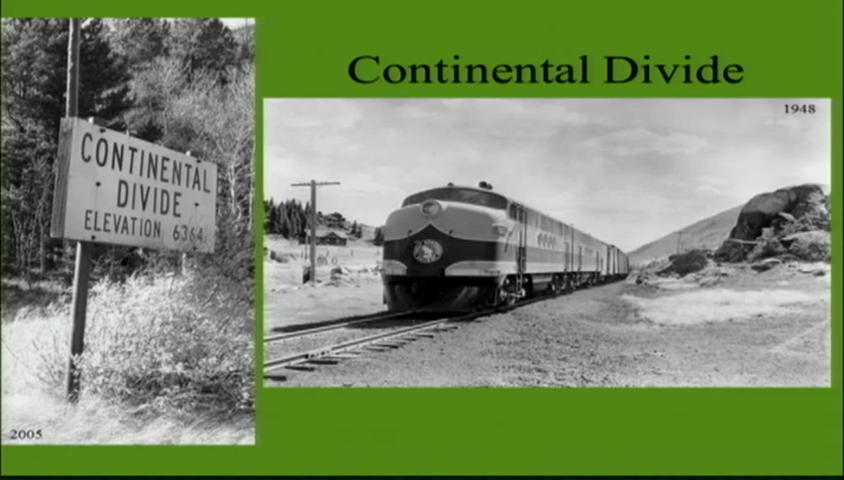 Continental Divide
1948
CONTINENTAL
DIVIDE
ELEVATION 6364
2005